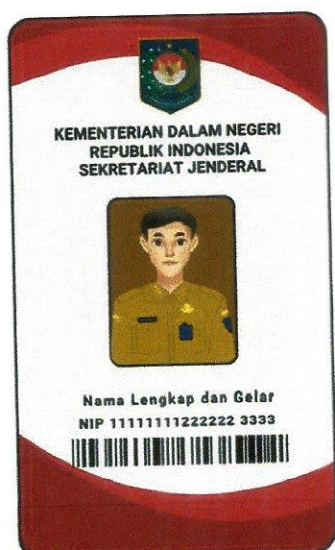 KEMENTERIAN DALAM NEGERI
REPUBLIK INDONESIA
SEKRETARIAT JENDERAL
Nama Lengkap dan Gelar
NIP 11111111222222 3333